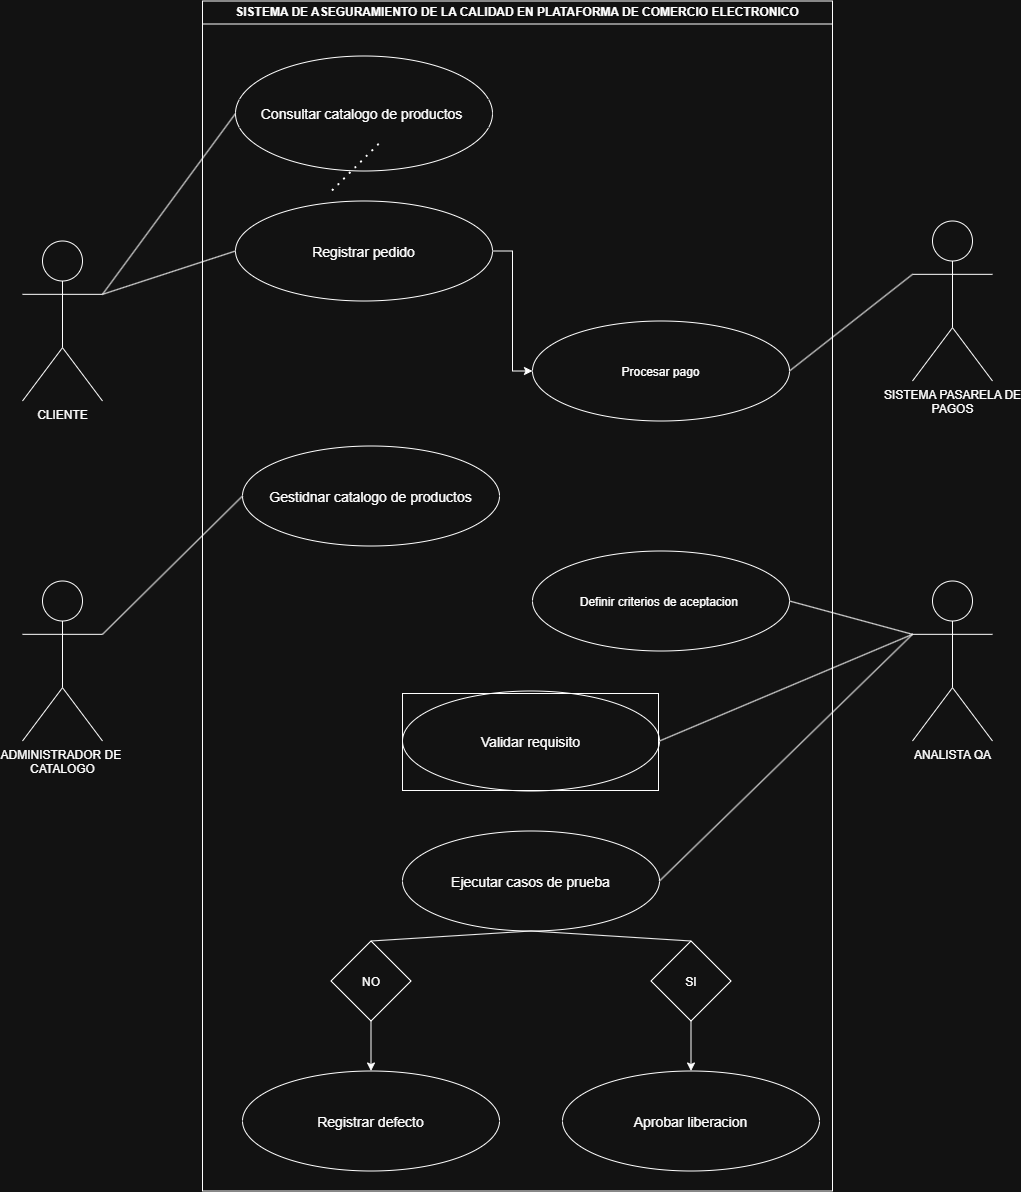 SISTEMA DE ASEGURAMIENTO DE LA CALIDAD EN PLATAFORMA DE COMERCIO ELECTRONICO
Consultar catalogo de productos
Registrar pedido
Procesar pago
CLIENTE
SISTEMA PASARELA DE
PAGOS
Gestidnar catalogo de productos
Definir criterios de aceptacion
Validar requisito
ADMINISTRADOR DE
CATALOGO
ANALISTA QA
Ejecutar casos de prueba
NO
SI
Registrar defecto
Aprobar liberacion